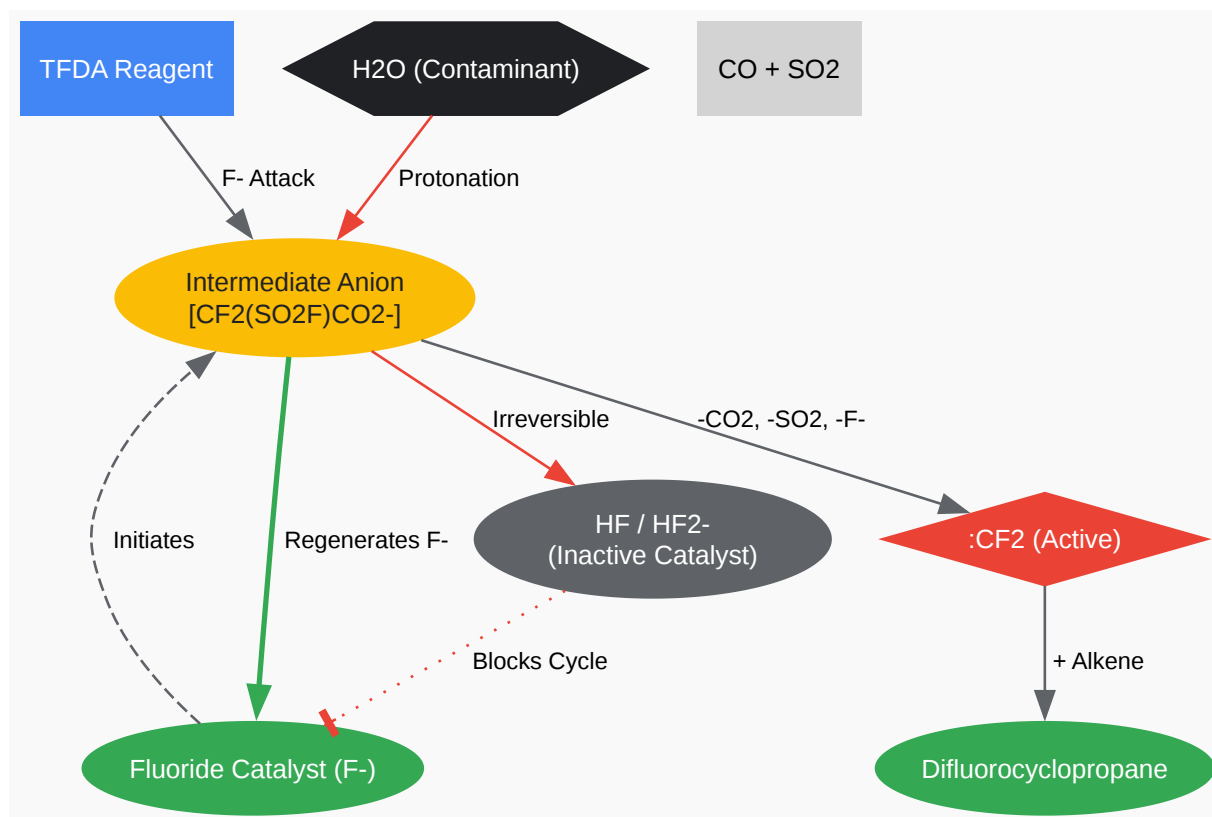 TFDA Reagent
H2O (Contaminant)
CO + SO2
F- Attack
Protonation
Intermediate Anion
[CF2(SO2F)CO2-]
Irreversible
-CO2, -SO2, -F-
Initiates
Regenerates F-
HF / HF2-
(Inactive Catalyst)
:CF2 (Active)
Blocks Cycle
+ Alkene
Fluoride Catalyst (F-)
Difluorocyclopropane